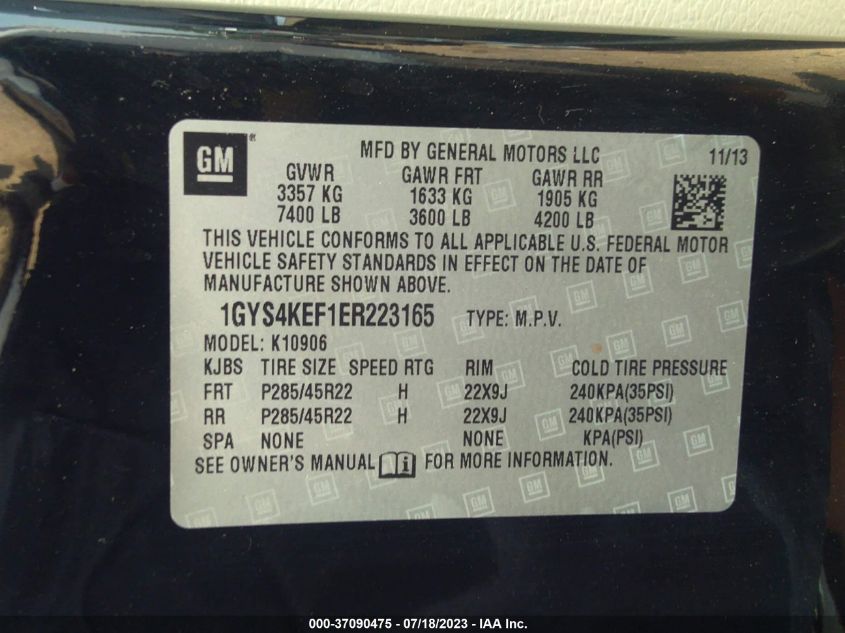 GM ® MFD BY GENERAL MOTORS LLC 11/13
GVWR GAWR FRT GAWR RR
3357 KG 1633 KG 1905 KG
7400 LB 3600 LB 4200 LB
THIS VEHICLE CONFORMS TO ALL APPLICABLE U.S. FEDERAL MOTOR
VEHICLE SAFETY STANDARDS IN EFFECT ON THE DATE OF
MANUFACTURE SHOWN ABOVE.
1GYS4KEF1ER223165 TYPE: M.P.V.
MODEL: K10906
KJBS TIRE SIZE SPEED RTG RIM COLD TIRE PRESSURE
FRT P285/45R22 H 22X9J 240KPA(35PSI)
RR P285/45R22 H 22X9J 240KPA(35PSI)
SPA NONE NONE KPA(PSI)
SEE OWNER'S MANUAL FOR MORE INFORMATION.
000-37090475 - 07/18/2023 - IAA Inc.